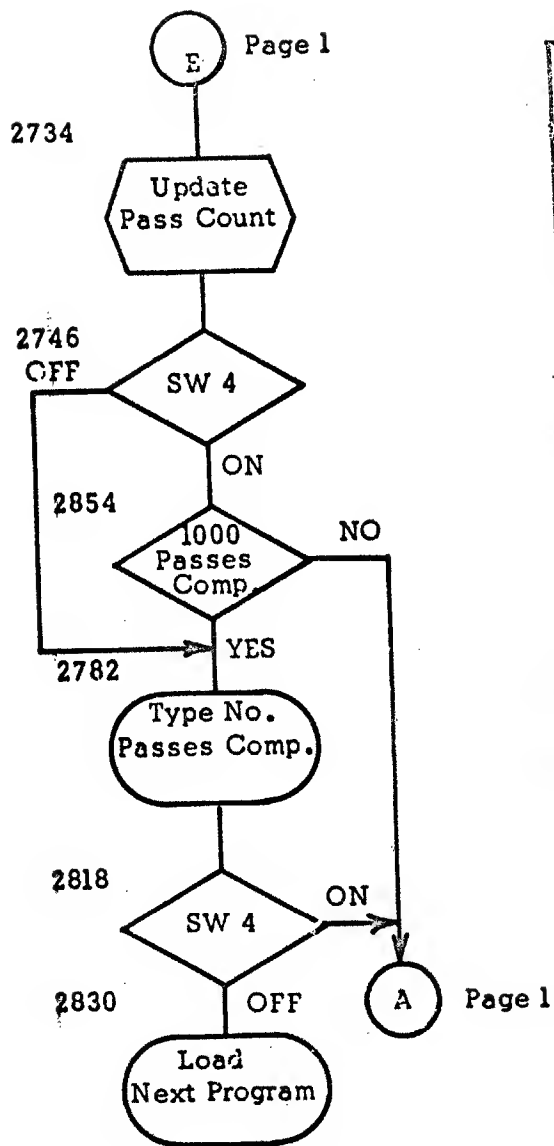 E
Page 1
2734
Update
Pass Count
2746
OFF
SW 4
ON
2854
1000
Passes
Comp.
NO
YES
2782
Type No.
Passes Comp.
2818
SW 4
ON
2830
OFF
A
Page 1
Load
Next Program